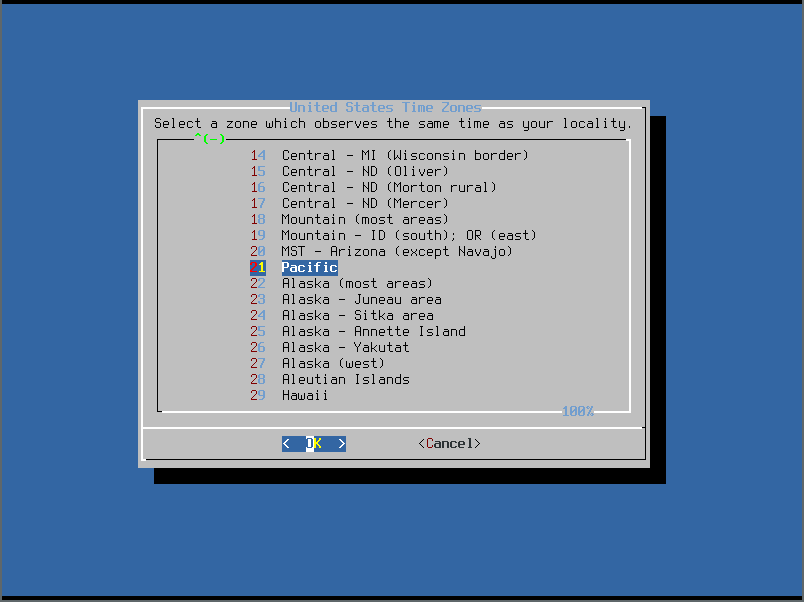 United States Time Zones
Select a zone which observes the same time as your locality.
^(-)
14 Central - MI (Wisconsin border)
15 Central - ND (Oliver)
16 Central - ND (Morton rural)
17 Central - ND (Mercer)
18 Mountain (most areas)
19 Mountain - ID (south); OR (east)
20 MST - Arizona (except Navajo)
21 Pacific
22 Alaska (most areas)
23 Alaska - Juneau area
24 Alaska - Sitka area
25 Alaska - Annette Island
26 Alaska - Yakutat
27 Alaska (west)
28 Aleutian Islands
29 Hawaii
100%
< OK > <Cancel>